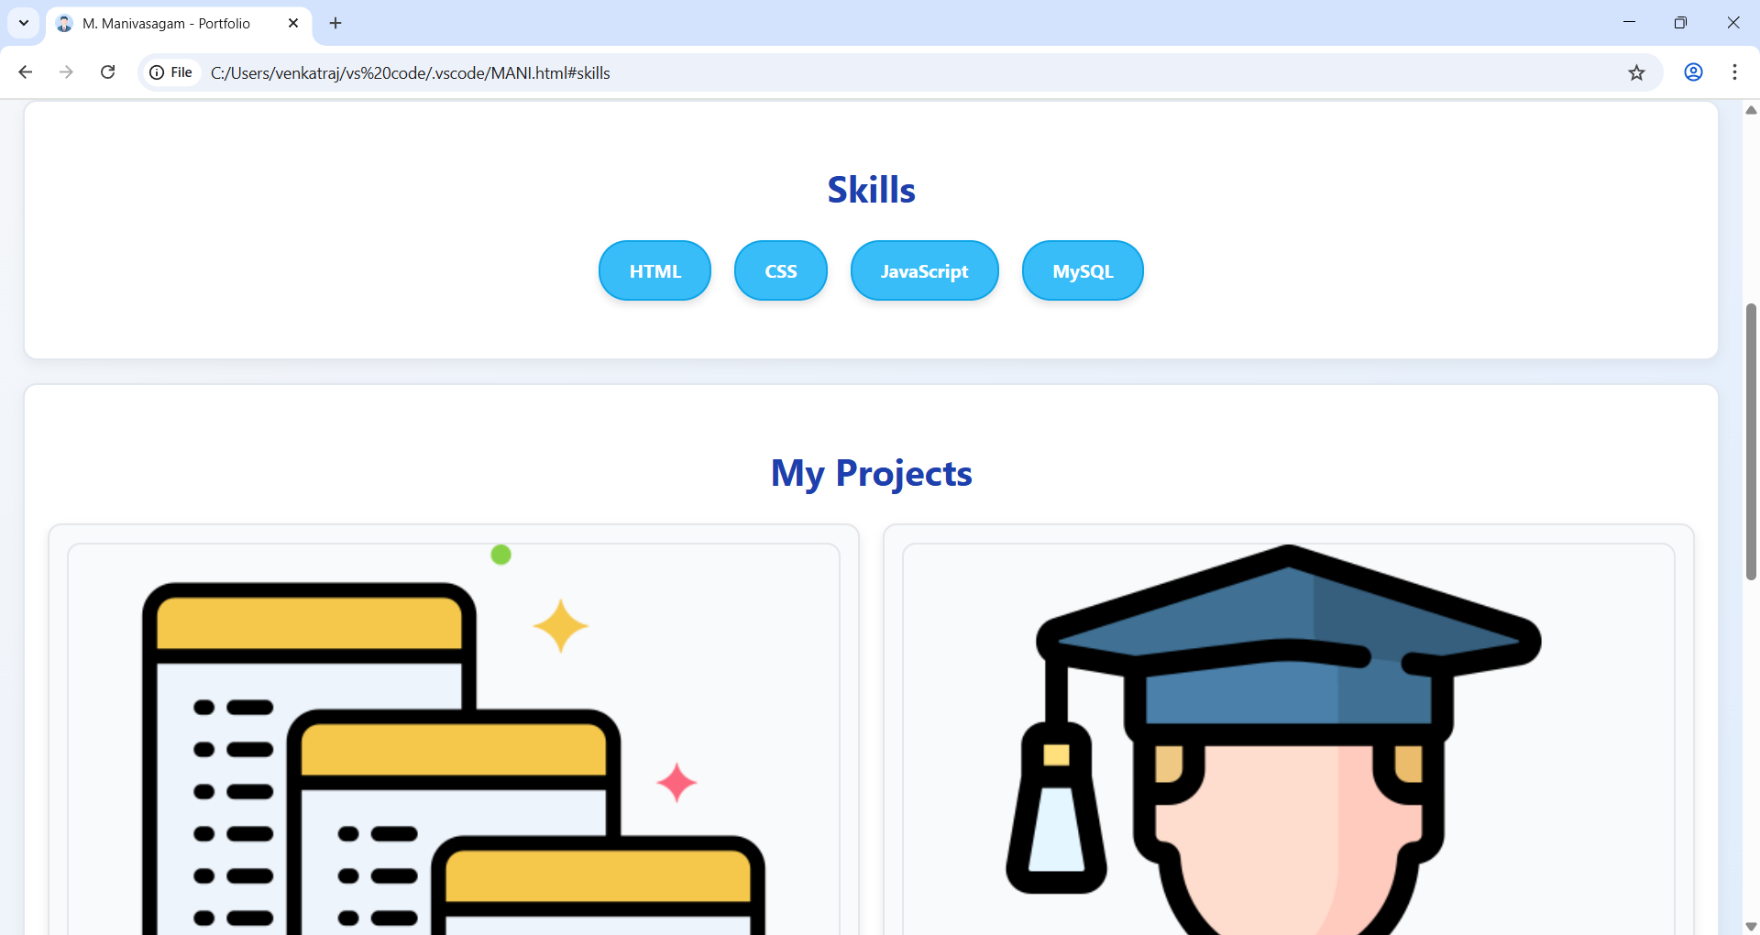 M. Manivasagam - Portfolio
File
C:/Users/venkatraj/vs%20code/.vscode/MANI.html#skills
Skills
HTML CSS JavaScript MySQL
My Projects